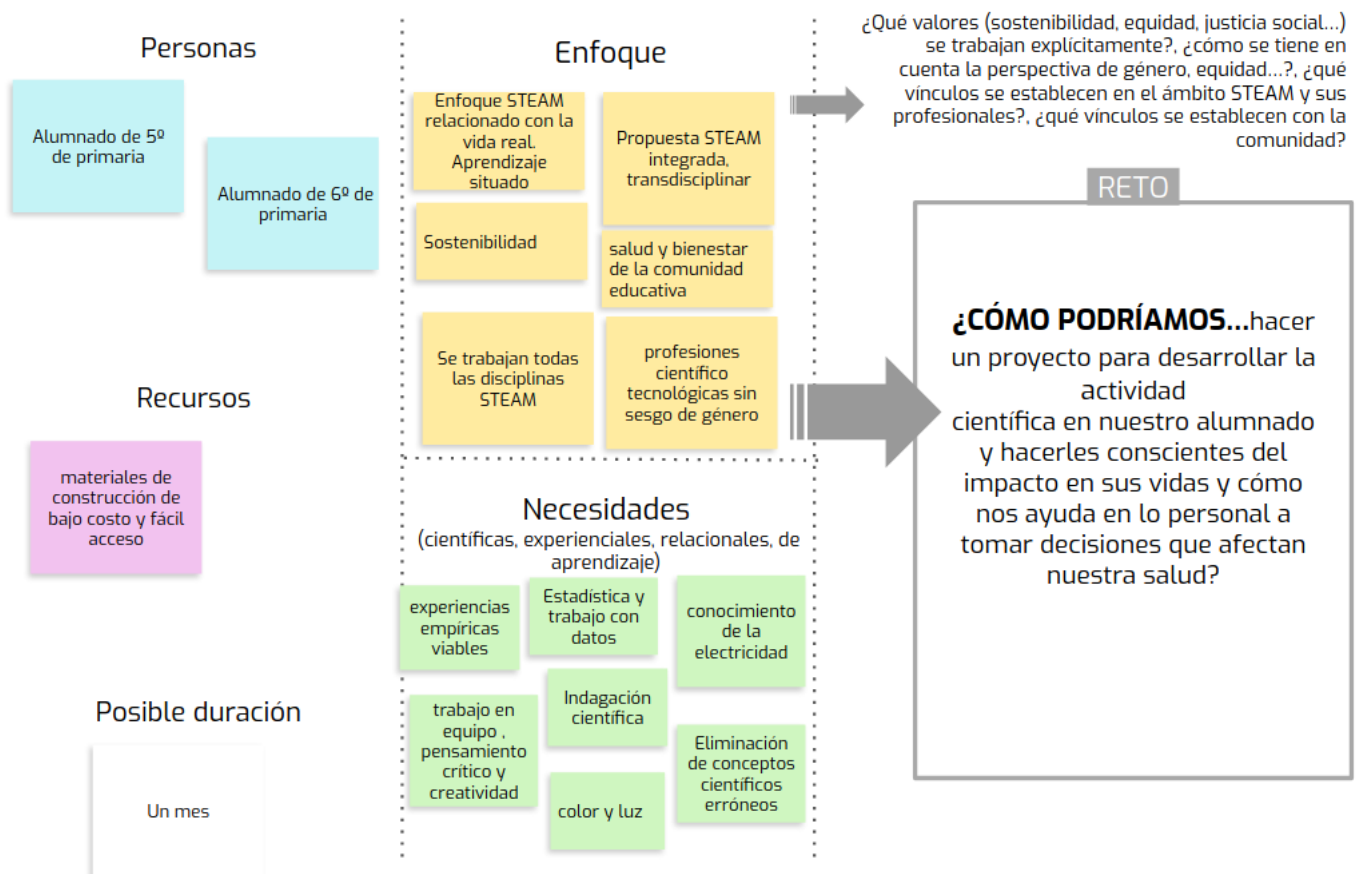 Personas
Alumnado de 5º
de primaria
Alumnado de 6º de
primaria
Recursos
materiales de
construcción de
bajo costo y fácil
acceso
Posible duración
Un mes
Enfoque
Enfoque STEAM
relacionado con la
vida real.
Aprendizaje
situado
Propuesta STEAM
integrada,
transdisciplinar
Sostenibilidad
salud y bienestar
de la comunidad
educativa
Se trabajan todas
las disciplinas
STEAM
profesiones
científico
tecnológicas sin
sesgo de género
Necesidades
(científicas, experienciales, relacionales, de
aprendizaje)
experiencias
empíricas
viables
Estadística y
trabajo con
datos
conocimiento
de la
electricidad
trabajo en
equipo ,
pensamiento
crítico y
creatividad
Indagación
científica
color y luz
Eliminación
de conceptos
científicos
erróneos
¿Qué valores (sostenibilidad, equidad, justicia social...)
se trabajan explícitamente?, ¿cómo se tiene en
cuenta la perspectiva de género, equidad...?, ¿qué
vínculos se establecen en el ámbito STEAM y sus
profesionales?, ¿qué vínculos se establecen con la
comunidad?
RETO
¿CÓMO PODRÍAMOS...hacer
un proyecto para desarrollar la
actividad
científica en nuestro alumnado
y hacerles conscientes del
impacto en sus vidas y cómo
nos ayuda en lo personal a
tomar decisiones que afectan
nuestra salud?